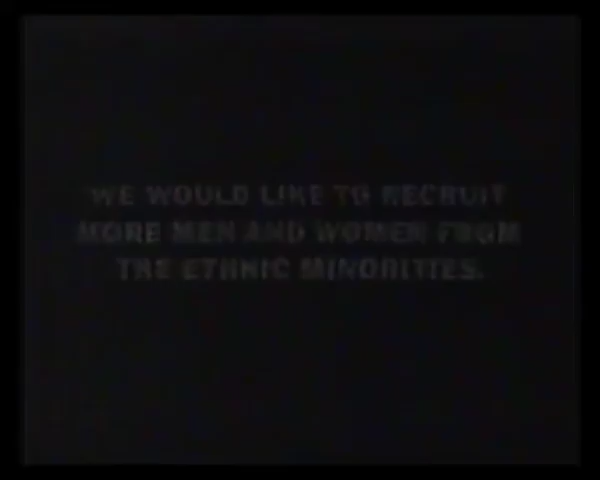 WE WOULD LIKE TO RECRUIT
MORE MEN AND WOMEN FROM
THE ETHNIC MINORITIES.